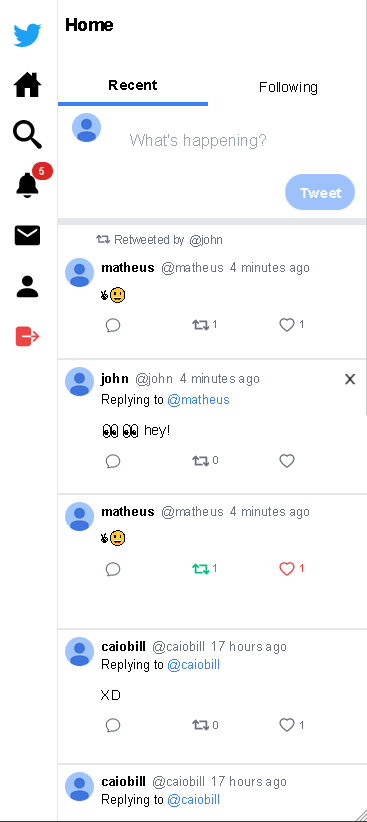 Home
Recent Following
What's happening?
5
Tweet
Retweeted by @john
matheus @matheus 4 minutes ago
✌😐
1 1
john @john 4 minutes ago X
Replying to @matheus
👀👀 hey!
0
matheus @matheus 4 minutes ago
✌😐
1 1
caiobill @caiobill 17 hours ago
Replying to @caiobill
XD
0 1
caiobill @caiobill 17 hours ago
Replying to @caiobill